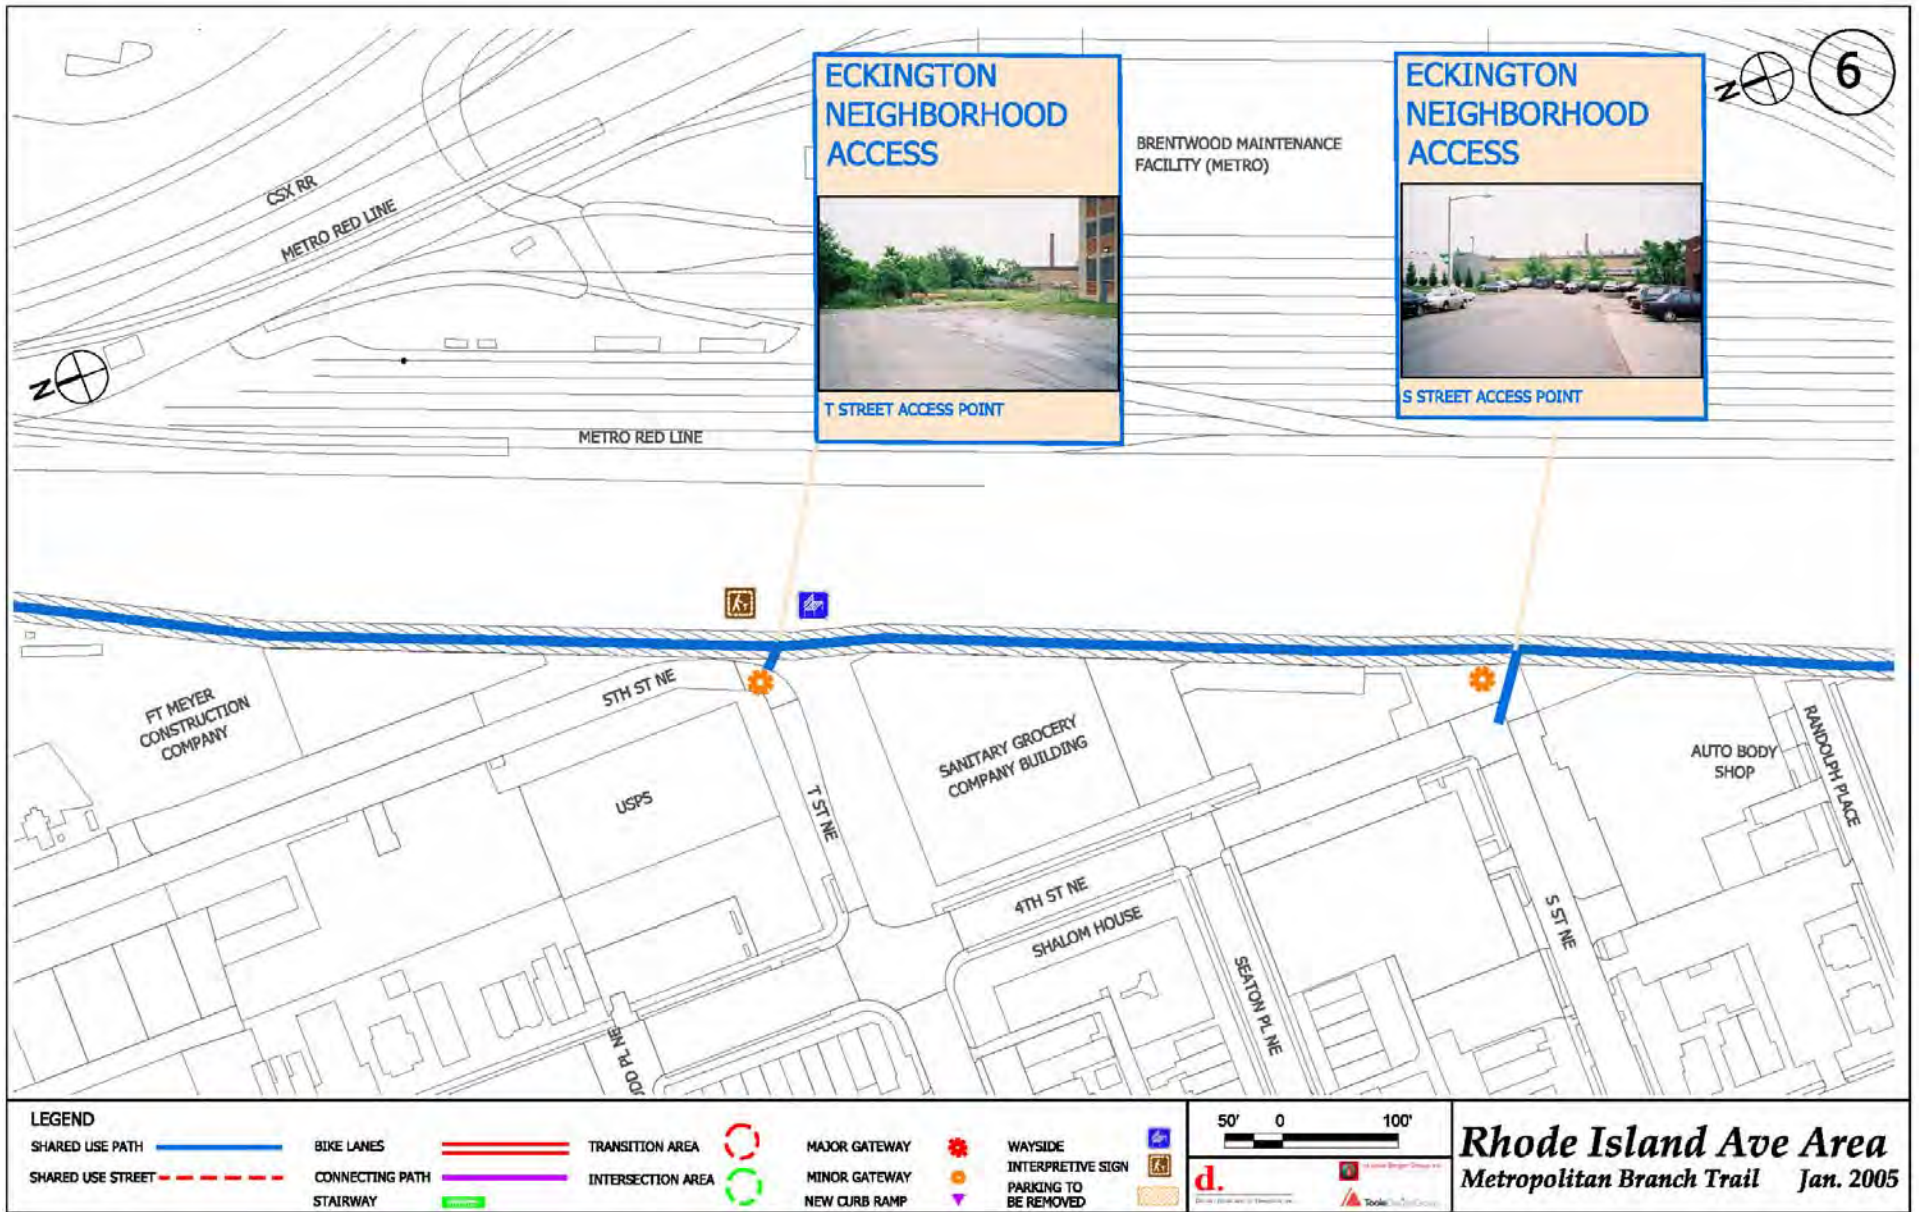 ECKINGTON
NEIGHBORHOOD
ACCESS
T STREET ACCESS POINT
BRENTWOOD MAINTENANCE
FACILITY (METRO)
ECKINGTON
NEIGHBORHOOD
ACCESS
S STREET ACCESS POINT
N
6
CSX RR
METRO RED LINE
N
METRO RED LINE
FT MEYER
CONSTRUCTION
COMPANY
5TH ST NE
USPS
T ST NE
SANITARY GROCERY
COMPANY BUILDING
4TH ST NE
SHALOM HOUSE
SEATON PL NE
S ST NE
AUTO BODY
SHOP
RANDOLPH PLACE
DD PL NE
LEGEND
SHARED USE PATH
SHARED USE STREET
BIKE LANES
CONNECTING PATH
STAIRWAY
TRANSITION AREA
INTERSECTION AREA
MAJOR GATEWAY
MINOR GATEWAY
NEW CURB RAMP
WAYSIDE
INTERPRETIVE SIGN
PARKING TO
BE REMOVED
50' 0 100'
d.
Rhode Island Ave Area
Metropolitan Branch Trail Jan. 2005